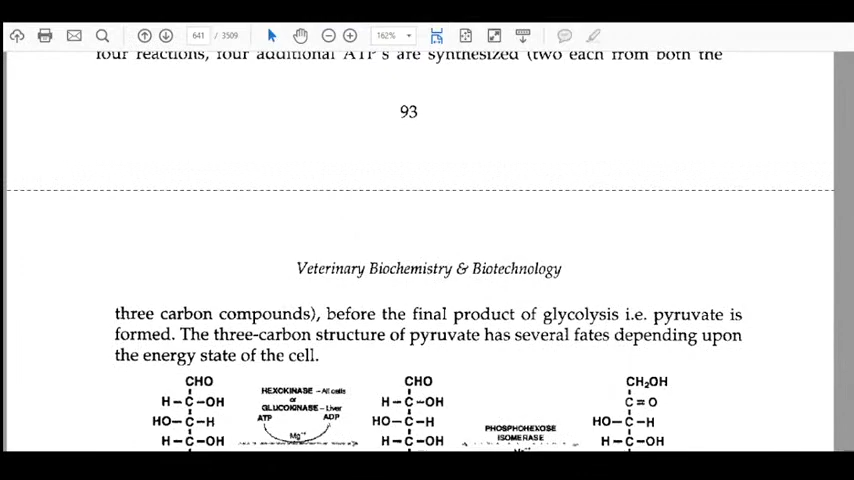 641 / 3509
162%
four reactions, four additional ATP's are synthesized (two each from both the
93
Veterinary Biochemistry & Biotechnology
three carbon compounds), before the final product of glycolysis i.e. pyruvate is
formed. The three-carbon structure of pyruvate has several fates depending upon
the energy state of the cell.
CHO
H–C–OH
HO–C–H
H–C–OH
HEXOKINASE – All cells
or
GLUCOKINASE – Liver
ATP ADP
Mg++
CHO
H–C–OH
HO–C–H
H–C–OH
PHOSPHOHEXOSE
ISOMERASE
CH₂OH
C=O
HO–C–H
H–C–OH